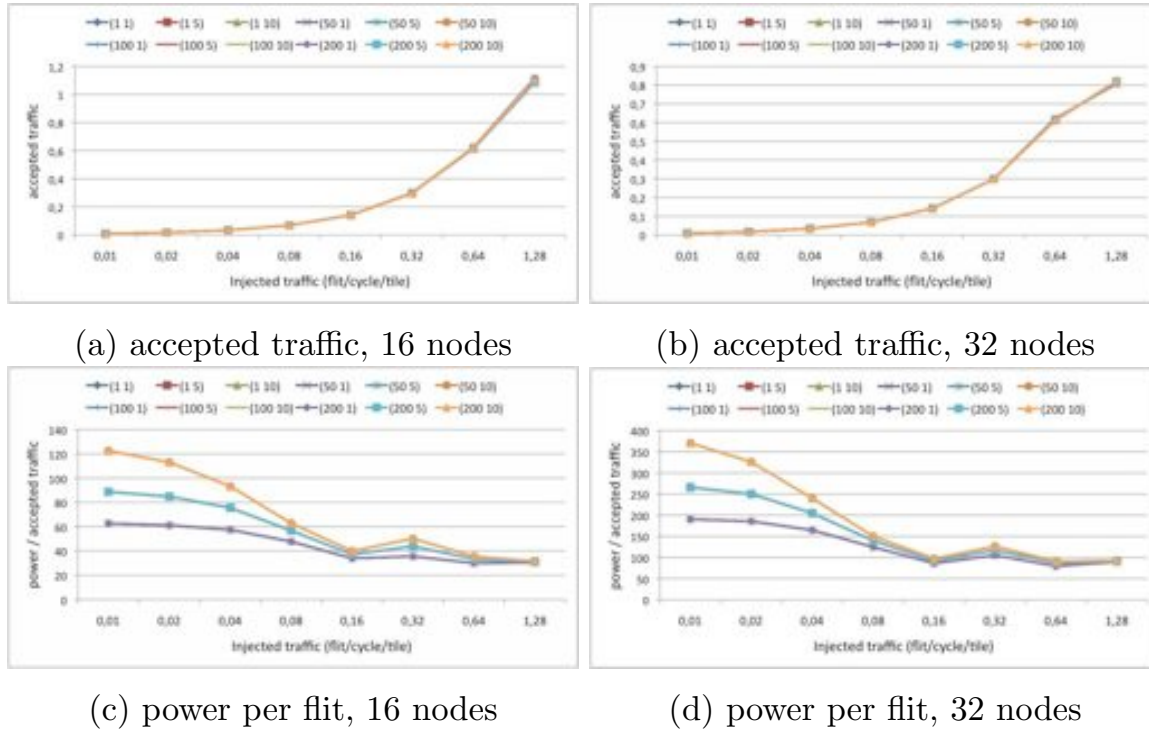 (1 1) (1 5) (1 10) (50 1) (50 5) (50 10)
(100 1) (100 5) (100 10) (200 1) (200 5) (200 10)
1,2
1
0,8
0,6
0,4
0,2
0
accepted traffic
0,01 0,02 0,04 0,08 0,16 0,32 0,64 1,28
Injected traffic (flit/cycle/tile)
(a) accepted traffic, 16 nodes
(1 1) (1 5) (1 10) (50 1) (50 5) (50 10)
(100 1) (100 5) (100 10) (200 1) (200 5) (200 10)
0,9
0,8
0,7
0,6
0,5
0,4
0,3
0,2
0,1
0
accepted traffic
0,01 0,02 0,04 0,08 0,16 0,32 0,64 1,28
Injected traffic (flit/cycle/tile)
(b) accepted traffic, 32 nodes
(1 1) (1 5) (1 10) (50 1) (50 5) (50 10)
(100 1) (100 5) (100 10) (200 1) (200 5) (200 10)
140
120
100
80
60
40
20
0
power / accepted traffic
0,01 0,02 0,04 0,08 0,16 0,32 0,64 1,28
Injected traffic (flit/cycle/tile)
(c) power per flit, 16 nodes
(1 1) (1 5) (1 10) (50 1) (50 5) (50 10)
(100 1) (100 5) (100 10) (200 1) (200 5) (200 10)
400
350
300
250
200
150
100
50
0
power / accepted traffic
0,01 0,02 0,04 0,08 0,16 0,32 0,64 1,28
Injected traffic (flit/cycle/tile)
(d) power per flit, 32 nodes